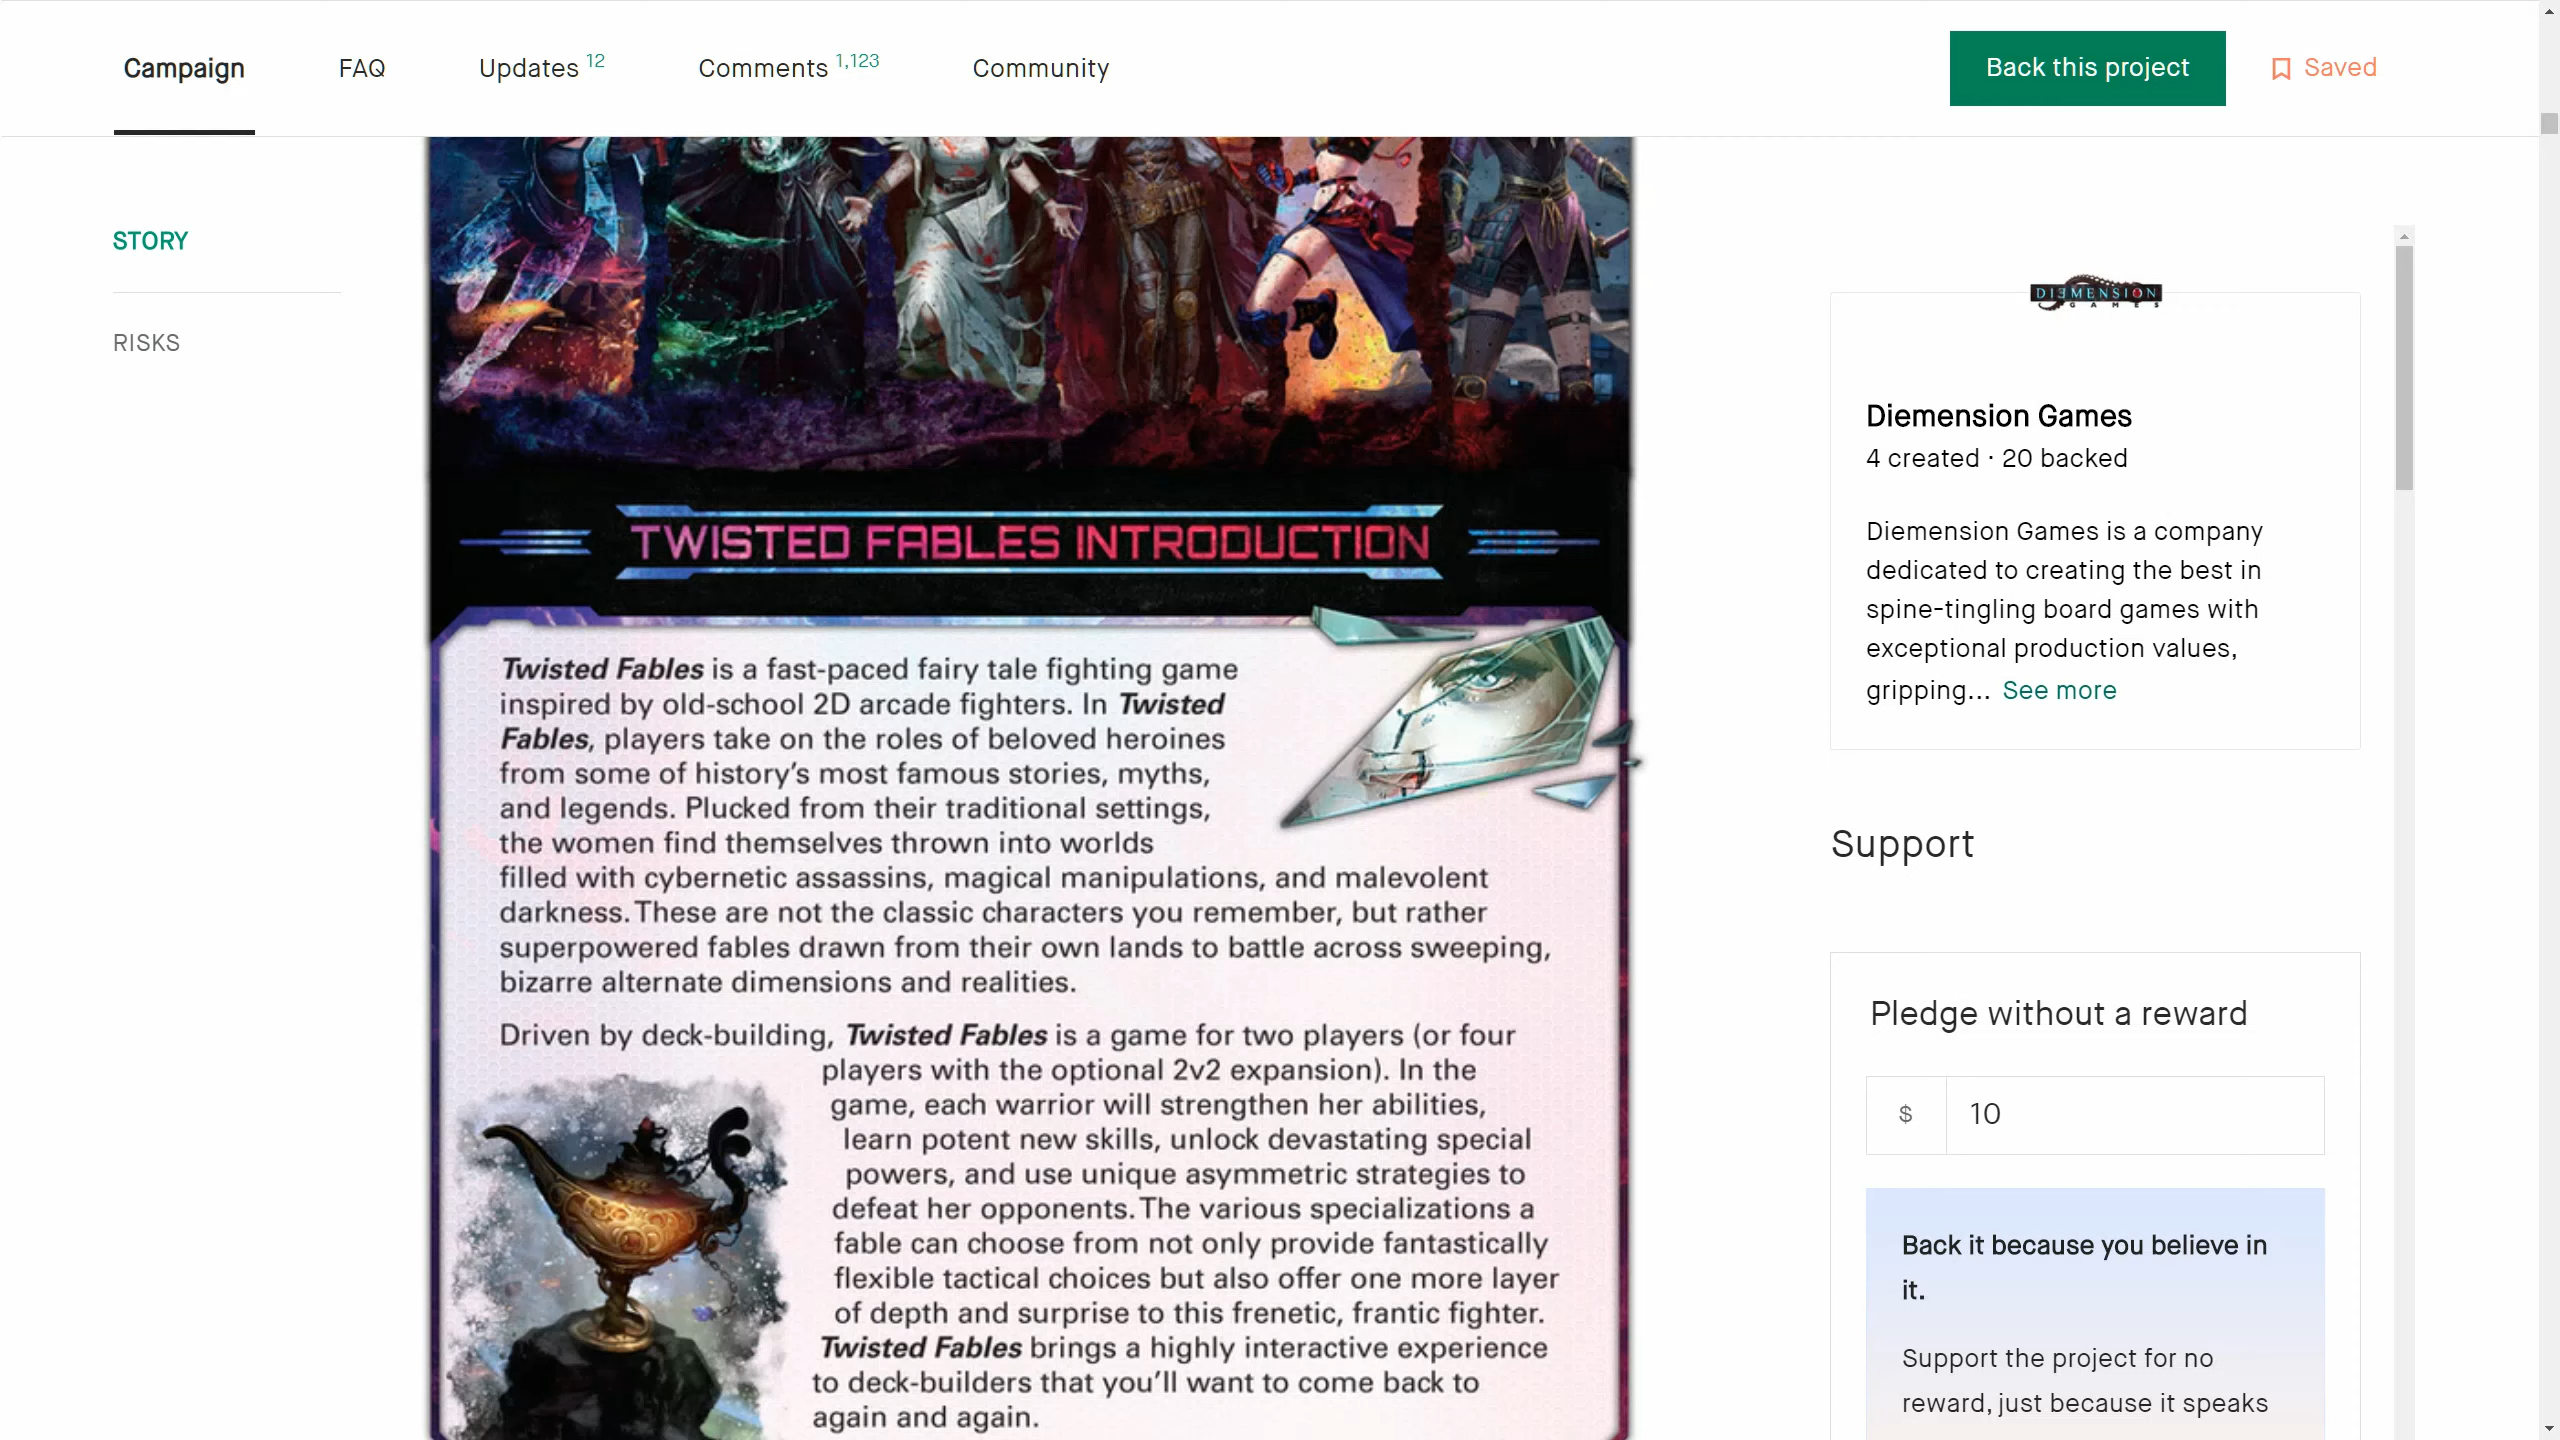 Campaign
FAQ
Updates 12
Comments 1,123
Community
Back this project
Saved
STORY
RISKS
TWISTED FABLES INTRODUCTION
Twisted Fables is a fast-paced fairy tale fighting game
inspired by old-school 2D arcade fighters. In Twisted
Fables, players take on the roles of beloved heroines
from some of history's most famous stories, myths,
and legends. Plucked from their traditional settings,
the women find themselves thrown into worlds
filled with cybernetic assassins, magical manipulations, and malevolent
darkness. These are not the classic characters you remember, but rather
superpowered fables drawn from their own lands to battle across sweeping,
bizarre alternate dimensions and realities.
Driven by deck-building, Twisted Fables is a game for two players (or four
players with the optional 2v2 expansion). In the
game, each warrior will strengthen her abilities,
learn potent new skills, unlock devastating special
powers, and use unique asymmetric strategies to
defeat her opponents. The various specializations a
fable can choose from not only provide fantastically
flexible tactical choices but also offer one more layer
of depth and surprise to this frenetic, frantic fighter.
Twisted Fables brings a highly interactive experience
to deck-builders that you'll want to come back to
again and again.
DIEMENSION
GAMES
Diemension Games
4 created · 20 backed
Diemension Games is a company
dedicated to creating the best in
spine-tingling board games with
exceptional production values,
gripping... See more
Support
Pledge without a reward
$ 10
Back it because you believe in
it.
Support the project for no
reward, just because it speaks